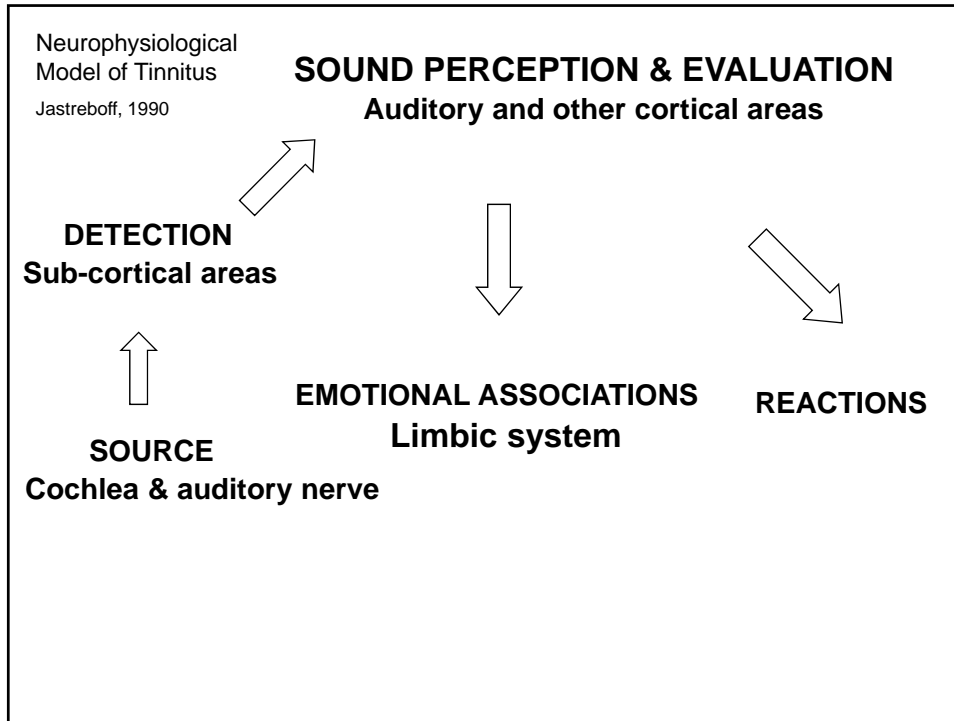 Neurophysiological
Model of Tinnitus
Jastreboff, 1990
SOUND PERCEPTION & EVALUATION
Auditory and other cortical areas
DETECTION
Sub-cortical areas
EMOTIONAL ASSOCIATIONS
Limbic system
REACTIONS
SOURCE
Cochlea & auditory nerve